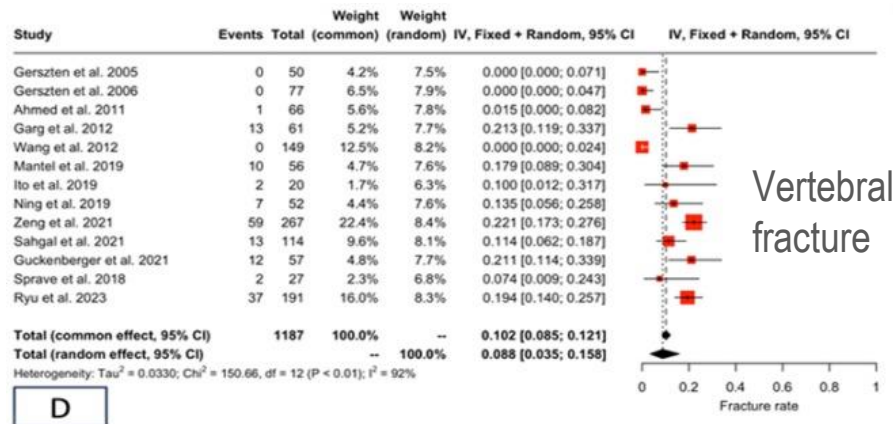 Weight Weight
Study Events Total (common) (random) IV, Fixed + Random, 95% CI IV, Fixed + Random, 95% CI
Gerszten et al. 2005 0 50 4.2% 7.5% 0.000 [0.000; 0.071]
Gerszten et al. 2006 0 77 6.5% 7.9% 0.000 [0.000; 0.047]
Ahmed et al. 2011 1 66 5.6% 7.8% 0.015 [0.000; 0.082]
Garg et al. 2012 13 61 5.2% 7.7% 0.213 [0.119; 0.337]
Wang et al. 2012 0 149 12.5% 8.2% 0.000 [0.000; 0.024]
Mantel et al. 2019 10 56 4.7% 7.6% 0.179 [0.089; 0.304]
Ito et al. 2019 2 20 1.7% 6.3% 0.100 [0.012; 0.317]
Ning et al. 2019 7 52 4.4% 7.6% 0.135 [0.056; 0.258]
Zeng et al. 2021 59 267 22.4% 8.4% 0.221 [0.173; 0.276]
Sahgal et al. 2021 13 114 9.6% 8.1% 0.114 [0.062; 0.187]
Guckenberger et al. 2021 12 57 4.8% 7.7% 0.211 [0.114; 0.339]
Sprave et al. 2018 2 27 2.3% 6.8% 0.074 [0.009; 0.243]
Ryu et al. 2023 37 191 16.0% 8.3% 0.194 [0.140; 0.257]
Vertebral
fracture
Total (common effect, 95% CI) 1187 100.0% -- 0.102 [0.085; 0.121]
Total (random effect, 95% CI) -- 100.0% 0.088 [0.035; 0.158]
Heterogeneity: Tau² = 0.0330; Chi² = 150.66, df = 12 (P < 0.01); I² = 92%
0 0.2 0.4 0.6 0.8 1
Fracture rate
D